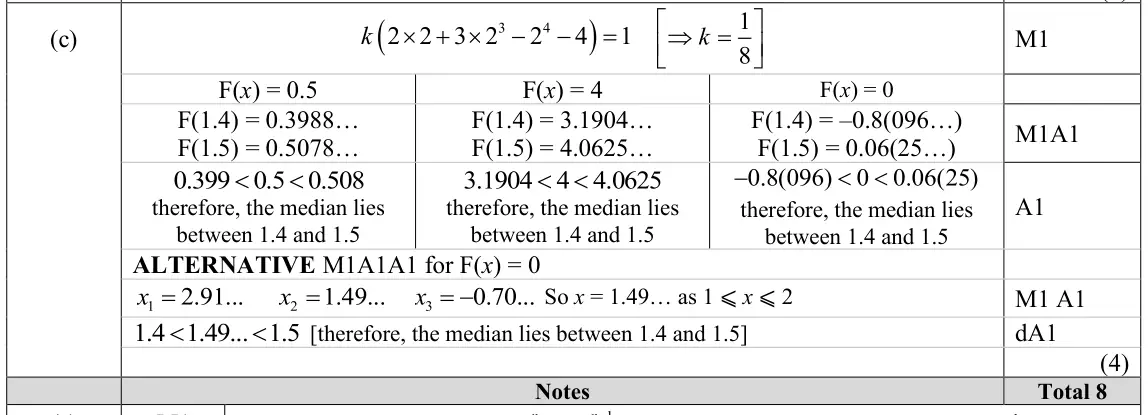 (c) k(2×2+3×2³−2⁴−4)=1 [⇒k=1/8] M1
F(x) = 0.5 F(x) = 4 F(x) = 0
F(1.4) = 0.3988… F(1.4) = 3.1904… F(1.4) = –0.8(096…) M1A1
F(1.5) = 0.5078… F(1.5) = 4.0625… F(1.5) = 0.06(25…)
0.399<0.5<0.508 3.1904<4<4.0625 −0.8(096)<0<0.06(25) A1
therefore, the median lies therefore, the median lies therefore, the median lies
between 1.4 and 1.5 between 1.4 and 1.5 between 1.4 and 1.5
ALTERNATIVE M1A1A1 for F(x) = 0
x₁=2.91... x₂=1.49... x₃=−0.70... So x = 1.49… as 1⩽x⩽2 M1 A1
1.4<1.49...<1.5 [therefore, the median lies between 1.4 and 1.5] dA1
(4)
Notes Total 8